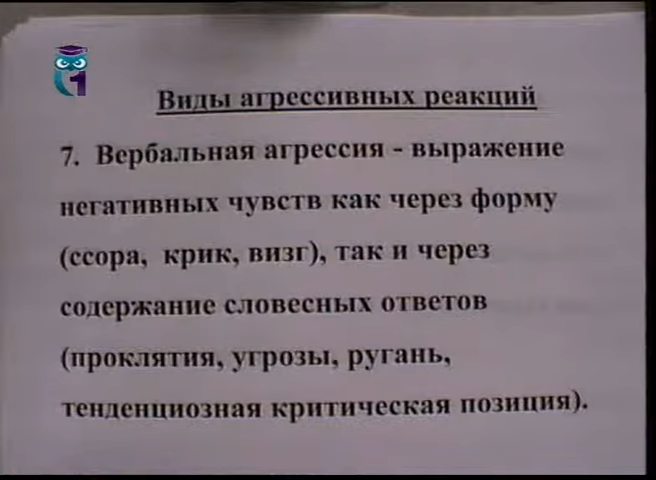 Виды агрессивных реакций
7. Вербальная агрессия - выражение
негативных чувств как через форму
(ссора, крик, визг), так и через
содержание словесных ответов
(проклятия, угрозы, ругань,
тенденциозная критическая позиция).
1